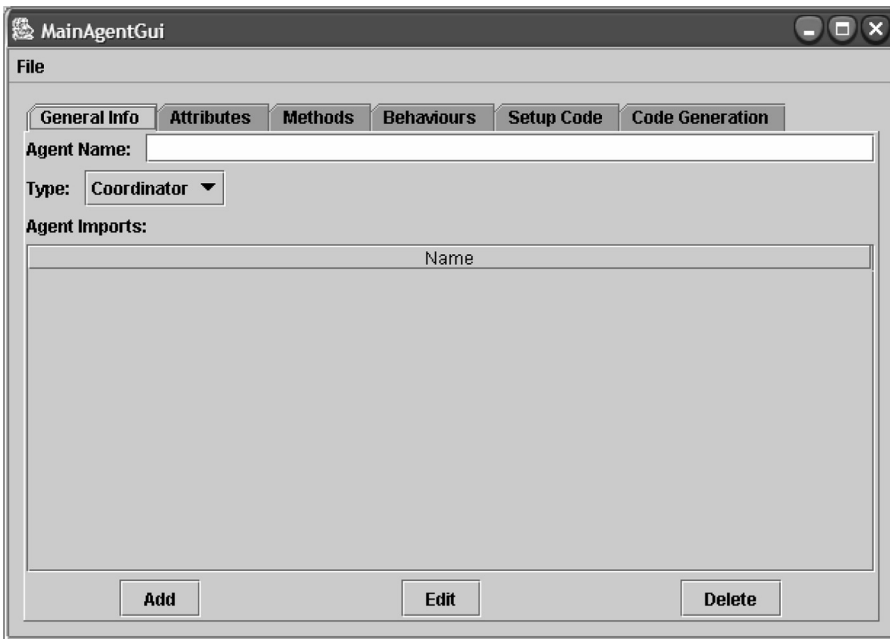 MainAgentGui
File
General Info Attributes Methods Behaviours Setup Code Code Generation
Agent Name:
Type: Coordinator
Agent Imports:
Name
Add Edit Delete